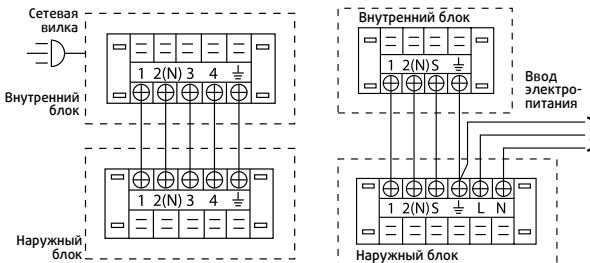 Сетевая
вилка
1 2(N) 3 4
Внутренний
блок
1 2(N) 3 4
Наружный
блок
Внутренний блок
1 2(N) S
Ввод
электро-
питания
1 2(N) S L N
Наружный блок